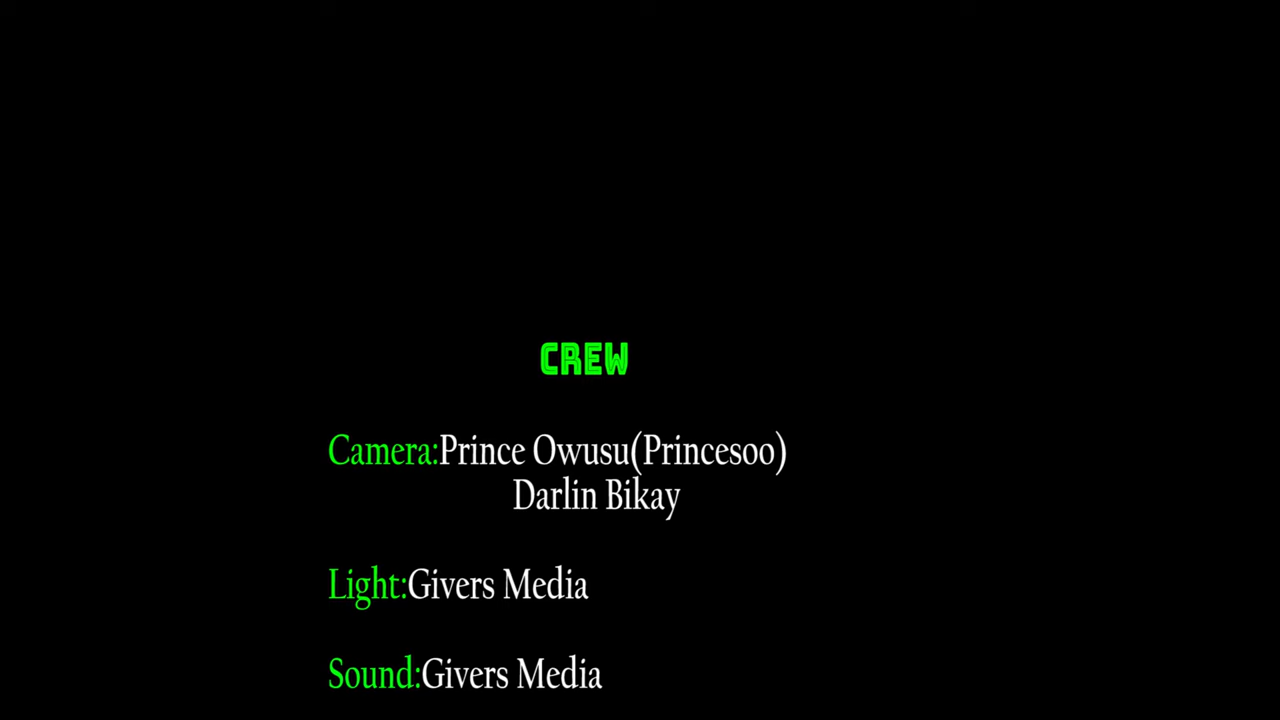 CREW
Camera:Prince Owusu(Princesoo)
Darlin Bikay
Light:Givers Media
Sound:Givers Media